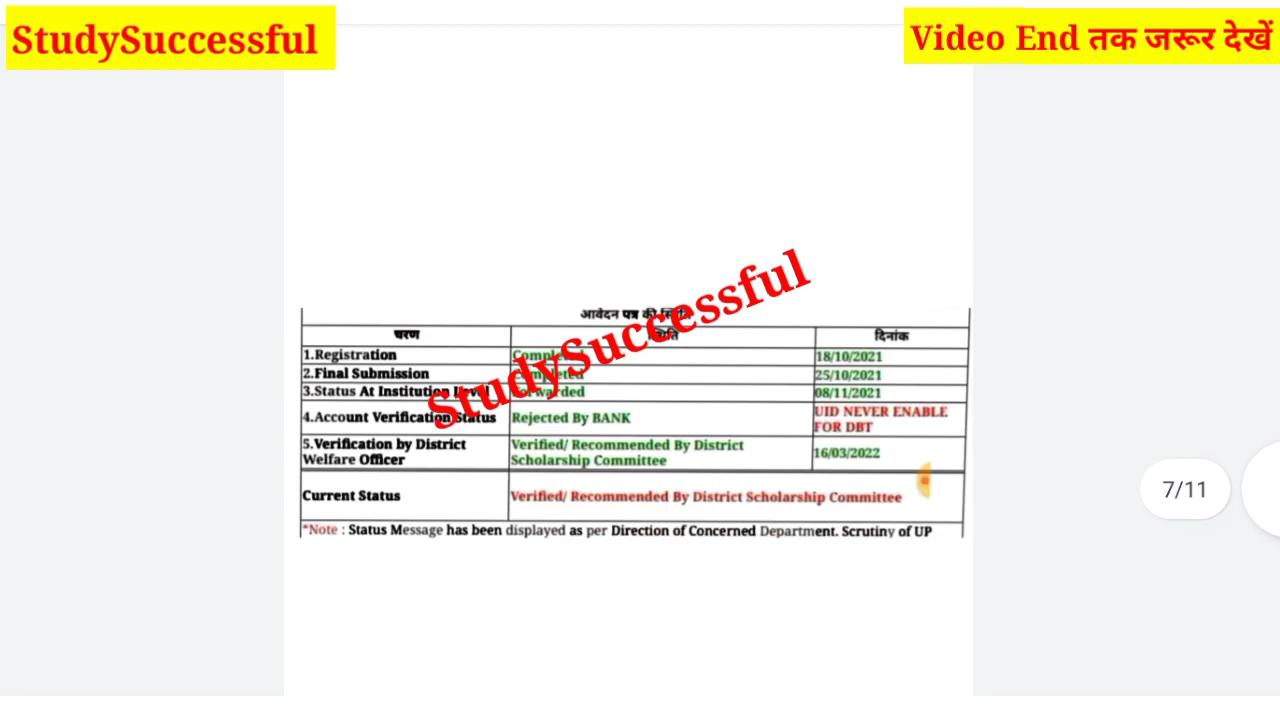 StudySuccessful
Video End तक जरूर देखें
आवेदन पत्र की स्थिति
चरण स्थिति दिनांक
1.Registration Completed 18/10/2021
2.Final Submission Completed 25/10/2021
3.Status At Institution Level Forwarded 08/11/2021
4.Account Verification Status Rejected By BANK UID NEVER ENABLE
FOR DBT
5.Verification by District
Welfare Officer Verified/ Recommended By District
Scholarship Committee 16/03/2022
Current Status Verified/ Recommended By District Scholarship Committee
*Note : Status Message has been displayed as per Direction of Concerned Department. Scrutiny of UP
StudySuccessful
7/11